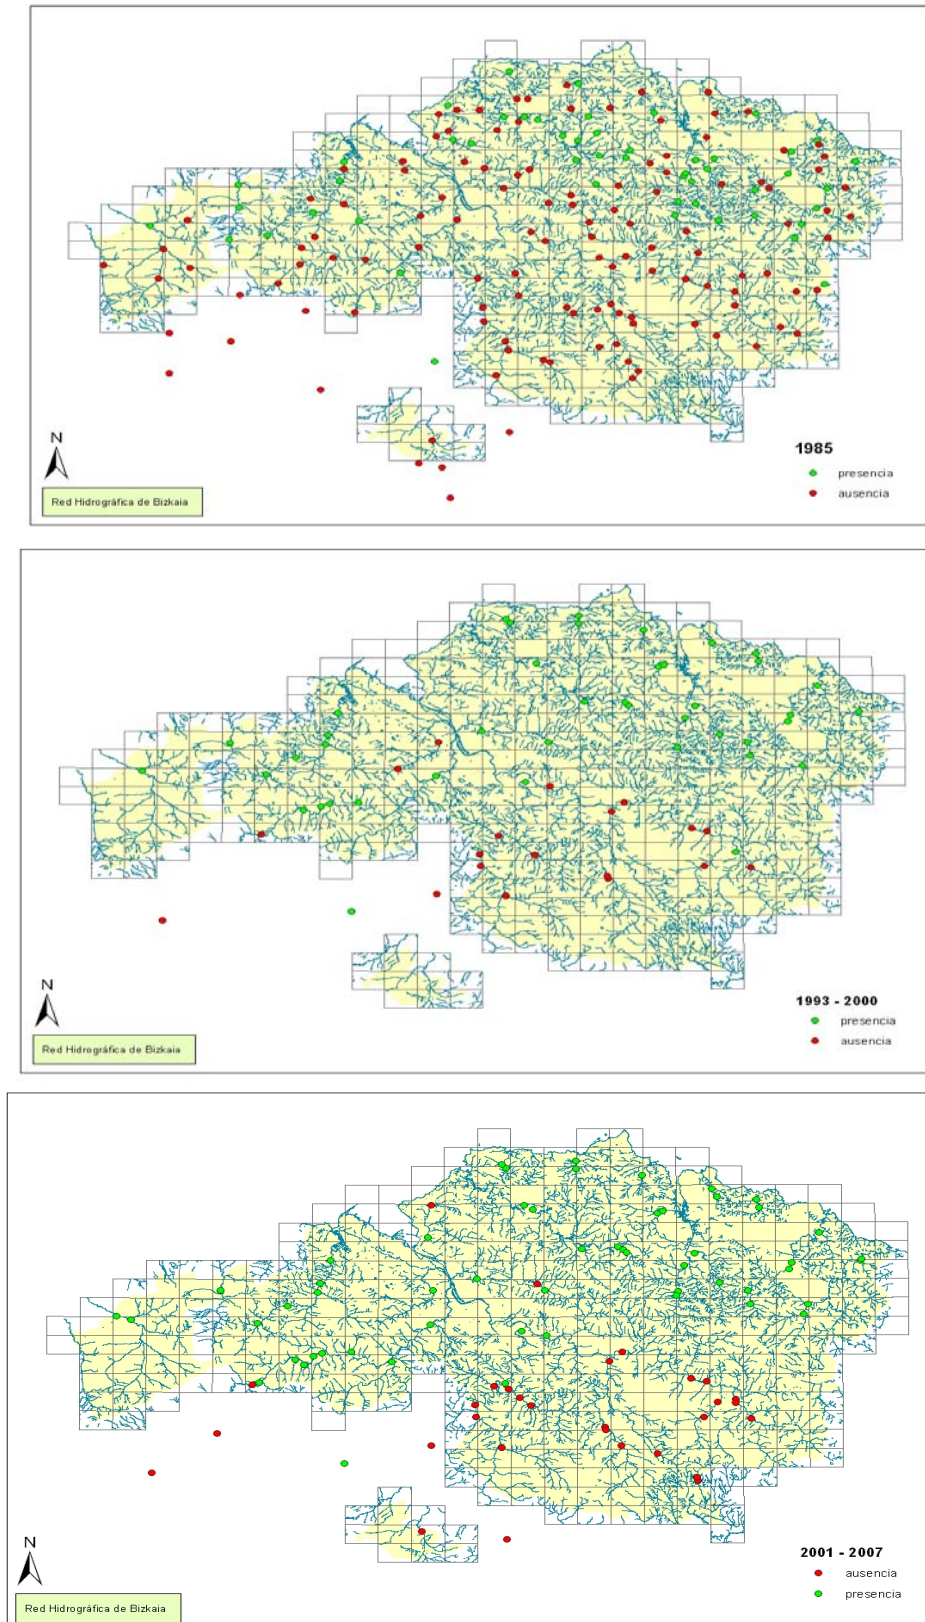 N
Red Hidrográfica de Bizkaia
1985
presencia
ausencia
N
Red Hidrográfica de Bizkaia
1993 - 2000
presencia
ausencia
N
Red Hidrográfica de Bizkaia
2001 - 2007
ausencia
presencia